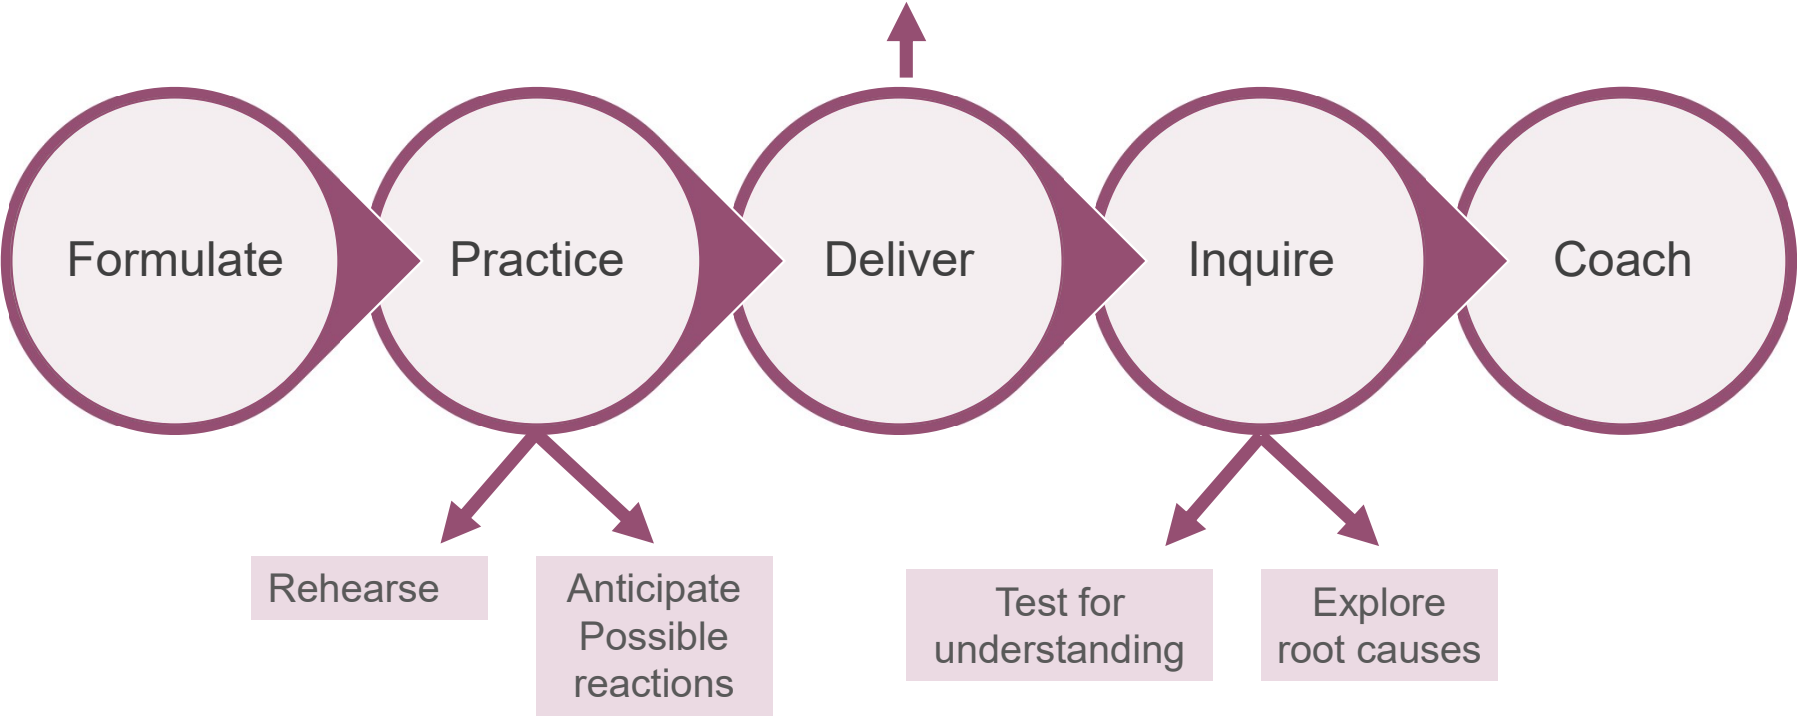 Formulate
Practice
Deliver
Inquire
Coach
Rehearse
Anticipate
Possible
reactions
Test for
understanding
Explore
root causes